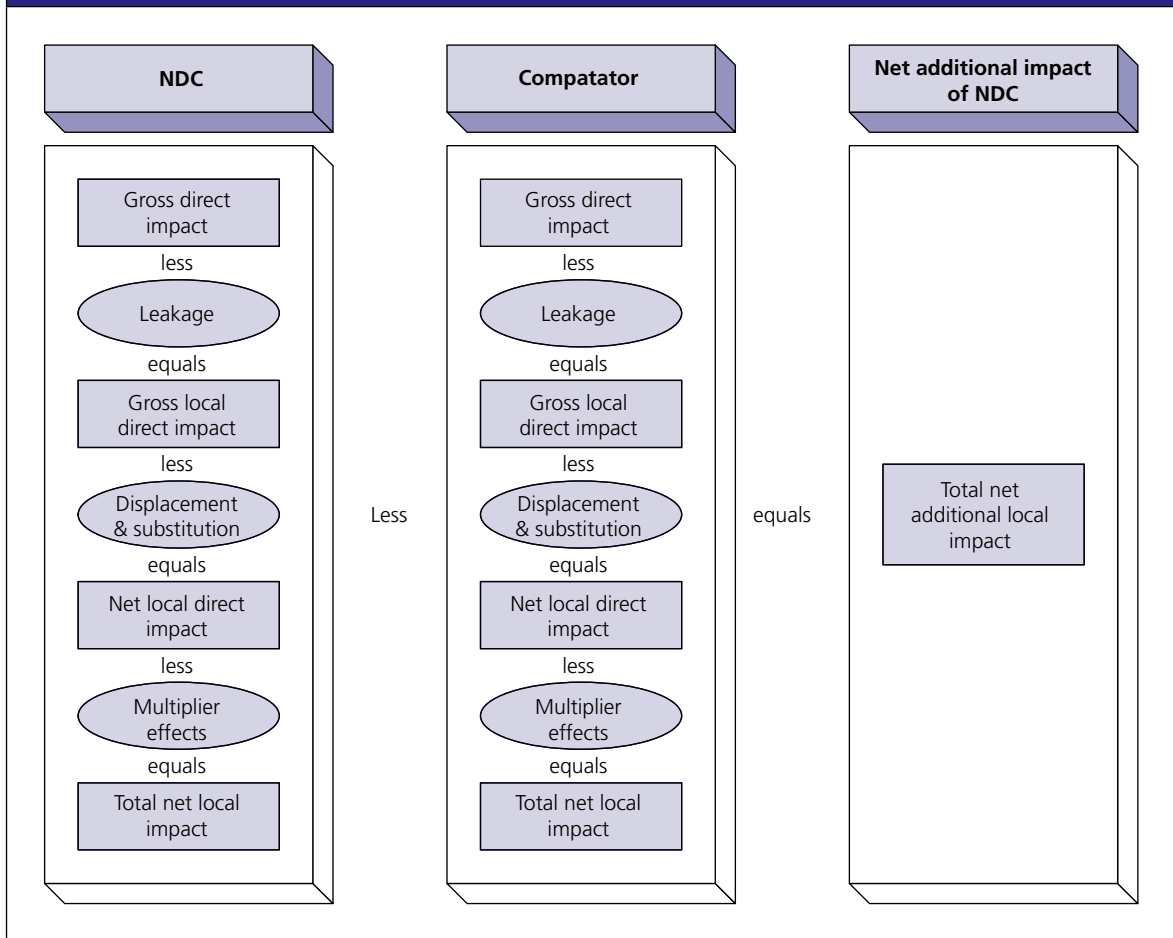 NDC
Gross direct
impact
less
Leakage
equals
Gross local
direct impact
less
Displacement
& substitution
equals
Net local direct
impact
less
Multiplier
effects
equals
Total net local
impact
Less
Compatator
Gross direct
impact
less
Leakage
equals
Gross local
direct impact
less
Displacement
& substitution
equals
Net local direct
impact
less
Multiplier
effects
equals
Total net local
impact
equals
Net additional impact
of NDC
Total net
additional local
impact